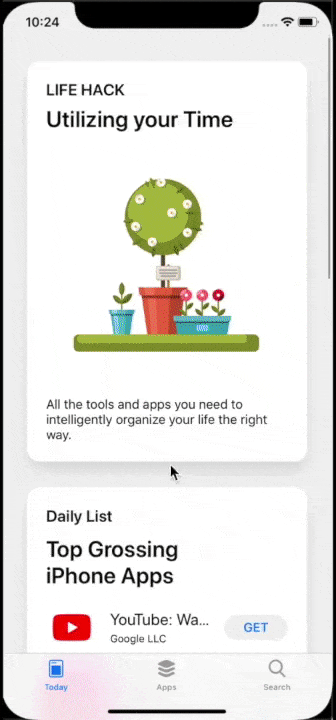 10:24
LIFE HACK
Utilizing your Time
All the tools and apps you need to
intelligently organize your life the right
way.
Daily List
Top Grossing
iPhone Apps
YouTube: Wa...
Google LLC
GET
Today
Apps
Search